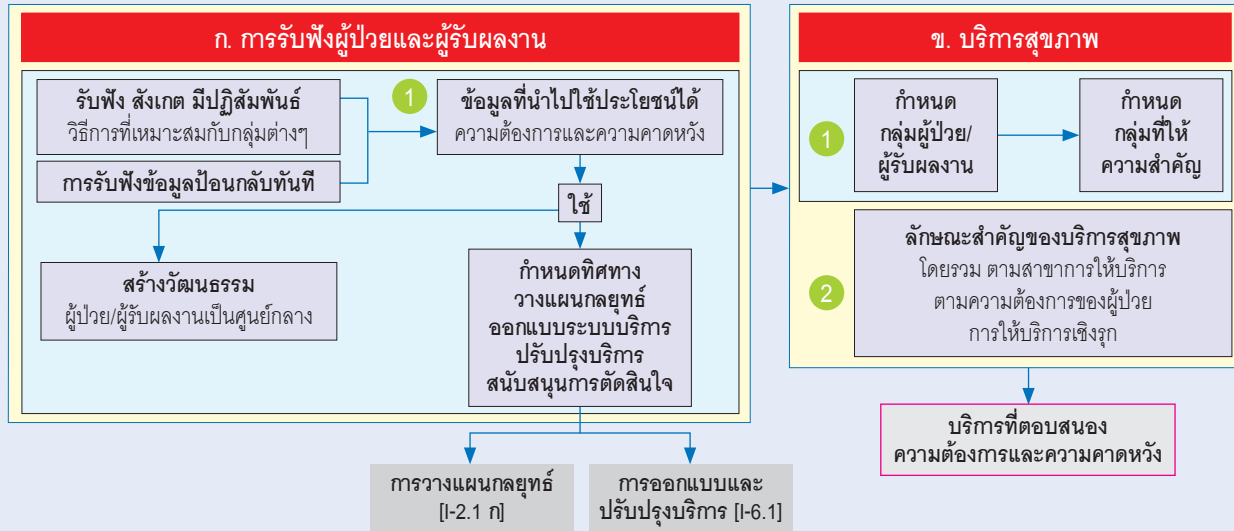 ก. การรับฟังผู้ป่วยและผู้รับผลงาน
รับฟัง สังเกต มีปฏิสัมพันธ์
วิธีการที่เหมาะสมกับกลุ่มต่างๆ
การรับฟังข้อมูลป้อนกลับทันที
1
ข้อมูลที่นำไปใช้ประโยชน์ได้
ความต้องการและความคาดหวัง
ใช้
สร้างวัฒนธรรม
ผู้ป่วย/ผู้รับผลงานเป็นศูนย์กลาง
กำหนดทิศทาง
วางแผนกลยุทธ์
ออกแบบระบบบริการ
ปรับปรุงบริการ
สนับสนุนการตัดสินใจ
การวางแผนกลยุทธ์
[I-2.1 ก]
การออกแบบและ
ปรับปรุงบริการ [I-6.1]
ข. บริการสุขภาพ
1
กำหนด
กลุ่มผู้ป่วย/
ผู้รับผลงาน
กำหนด
กลุ่มที่ให้
ความสำคัญ
2
ลักษณะสำคัญของบริการสุขภาพ
โดยรวม ตามสาขาการให้บริการ
ตามความต้องการของผู้ป่วย
การให้บริการเชิงรุก
บริการที่ตอบสนอง
ความต้องการและความคาดหวัง